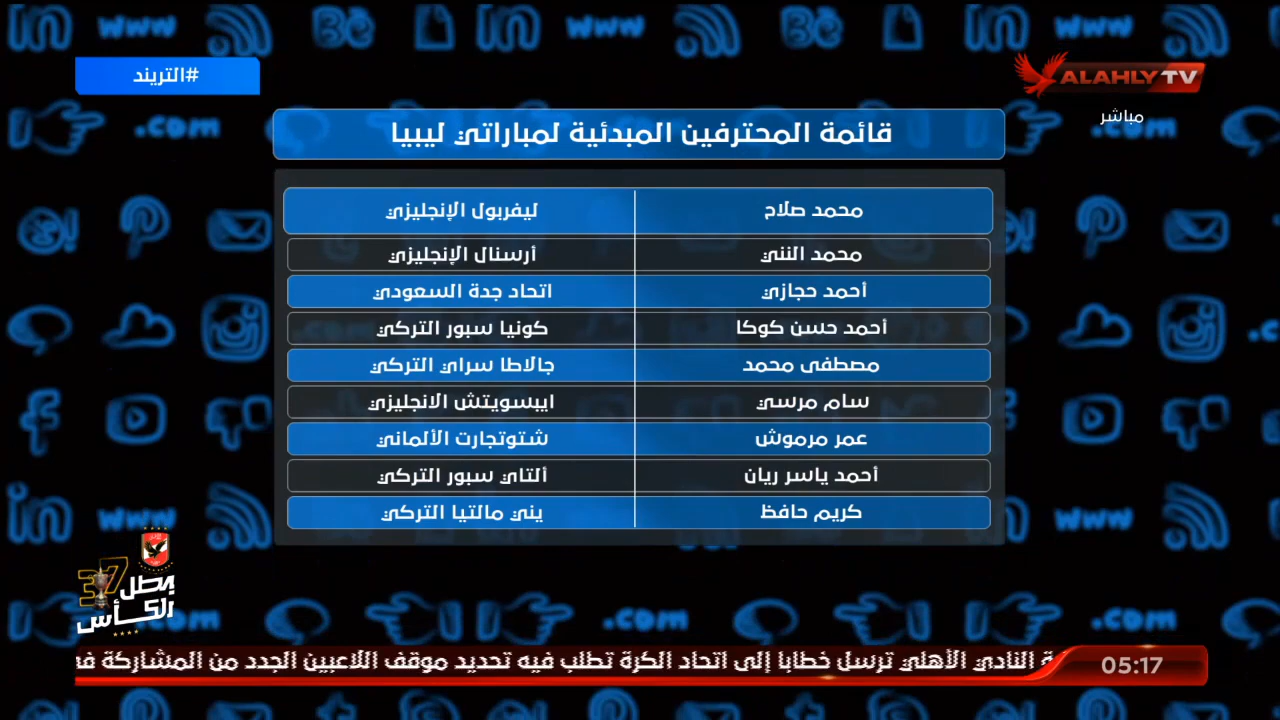 #التريند
ALAHLY TV
مباشر
قائمة المحترفين المبدئية لمباراتي ليبيا
محمد صلاح ليفربول الإنجليزي
محمد النني أرسنال الإنجليزي
أحمد حجازي اتحاد جدة السعودي
أحمد حسن كوكا كونيا سبور التركي
مصطفى محمد جالاطا سراي التركي
سام مرسي ايبسويتش الانجليزي
عمر مرموش شتوتجارت الألماني
أحمد ياسر ريان ألتاي سبور التركي
كريم حافظ يني مالتيا التركي
37
بطل
الكأس
النادي الأهلي ترسل خطابا إلى اتحاد الكرة تطلب فيه تحديد موقف اللاعبين الجدد من المشاركة
05:17